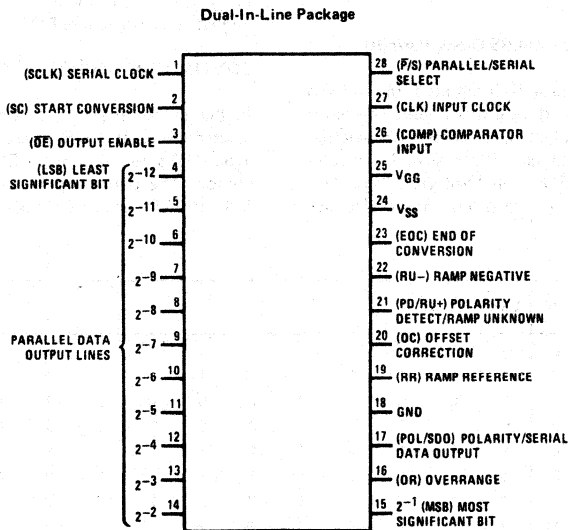 Dual-In-Line Package
(SCLK) SERIAL CLOCK 1
(SC) START CONVERSION 2
(O̅E̅) OUTPUT ENABLE 3
(LSB) LEAST
SIGNIFICANT BIT
2⁻¹² 4
2⁻¹¹ 5
2⁻¹⁰ 6
2⁻⁹ 7
2⁻⁸ 8
PARALLEL DATA
OUTPUT LINES
2⁻⁷ 9
2⁻⁶ 10
2⁻⁵ 11
2⁻⁴ 12
2⁻³ 13
2⁻² 14
28 (P̅/S) PARALLEL/SERIAL
SELECT
27 (CLK) INPUT CLOCK
26 (COMP) COMPARATOR
INPUT
25 VGG
24 VSS
23 (EOC) END OF
CONVERSION
22 (RU−) RAMP NEGATIVE
21 (PD/RU+) POLARITY
DETECT/RAMP UNKNOWN
20 (OC) OFFSET
CORRECTION
19 (RR) RAMP REFERENCE
18 GND
17 (POL/SDO) POLARITY/SERIAL
DATA OUTPUT
16 (OR) OVERRANGE
15 2⁻¹ (MSB) MOST
SIGNIFICANT BIT